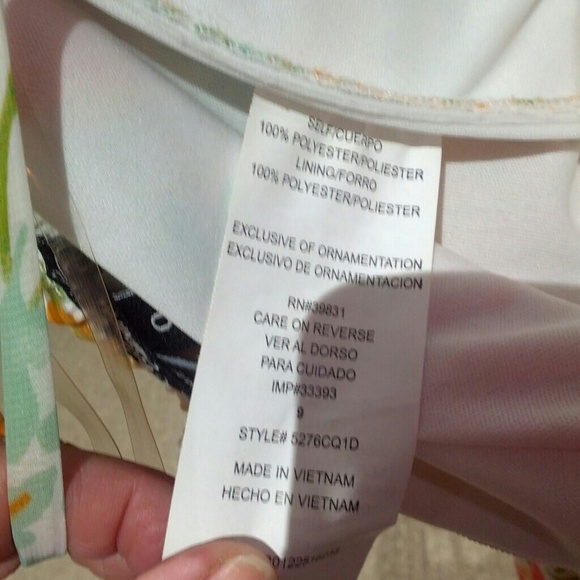 SELF/CUERPO
100% POLYESTER/POLIESTER
LINING/FORRO
100% POLYESTER/POLIESTER
EXCLUSIVE OF ORNAMENTATION
EXCLUSIVO DE ORNAMENTACION
RN#39831
CARE ON REVERSE
VER AL DORSO
PARA CUIDADO
IMP#33393
9
STYLE# 5276CQ1D
MADE IN VIETNAM
HECHO EN VIETNAM